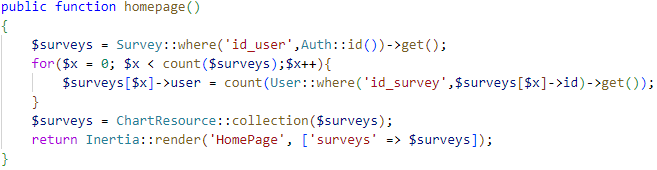 public function homepage()
{
    $surveys = Survey::where('id_user',Auth::id())->get();
    for($x = 0; $x < count($surveys);$x++){
        $surveys[$x]->user = count(User::where('id_survey',$surveys[$x]->id)->get());
    }
    $surveys = ChartResource::collection($surveys);
    return Inertia::render('HomePage', ['surveys' => $surveys]);
}